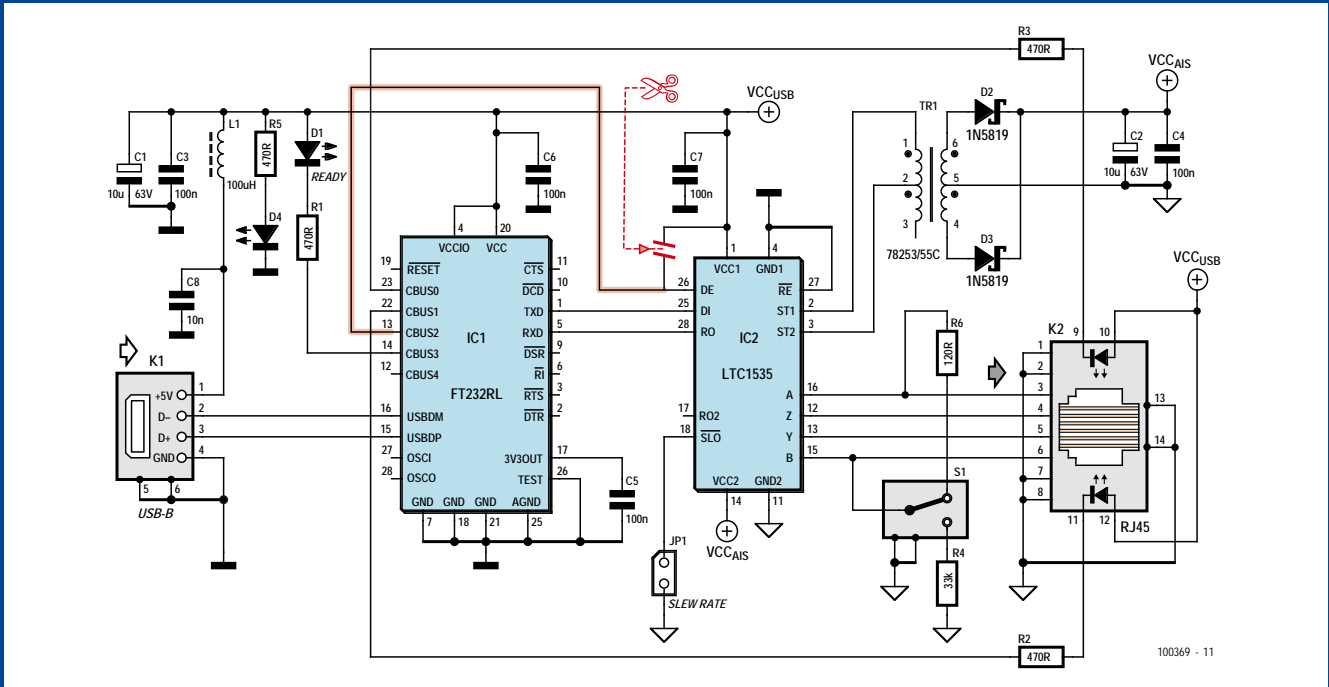 R3
470R
VCCAIS
VCCUSB
TR1
D2
1N5819
L1
R5
470R
D1
READY
C1
10u
63V
C3
100n
100uH
C6
100n
C7
100n
1
2
3
6
5
4
C2
10u
63V
C4
100n
D4
R1
470R
78253/55C
D3
1N5819
VCCUSB
C8
10n
4
20
VCCIO
VCC
19
RESET
23
CBUS0
22
CBUS1
13
CBUS2
14
CBUS3
12
CBUS4
16
USBDM
15
USBDP
27
OSCI
28
OSCO
IC1
FT232RL
CTS
11
DCD
10
TXD
1
RXD
5
DSR
9
RI
6
RTS
3
DTR
2
3V3OUT
17
TEST
26
GND
GND
GND
AGND
7
18
21
25
C5
100n
1
4
VCC1
GND1
26
DE
25
DI
28
RO
IC2
LTC1535
RE
27
ST1
2
ST2
3
A
16
Z
12
Y
13
B
15
17
RO2
18
SLO
VCC2
GND2
14
11
VCCAIS
JP1
SLEW RATE
R6
120R
S1
R4
33k
K2
9
10
1
2
3
4
5
6
7
8
13
14
11
12
RJ45
K1
+5V
1
D−
2
D+
3
GND
4
5
6
USB-B
R2
470R
100369 - 11